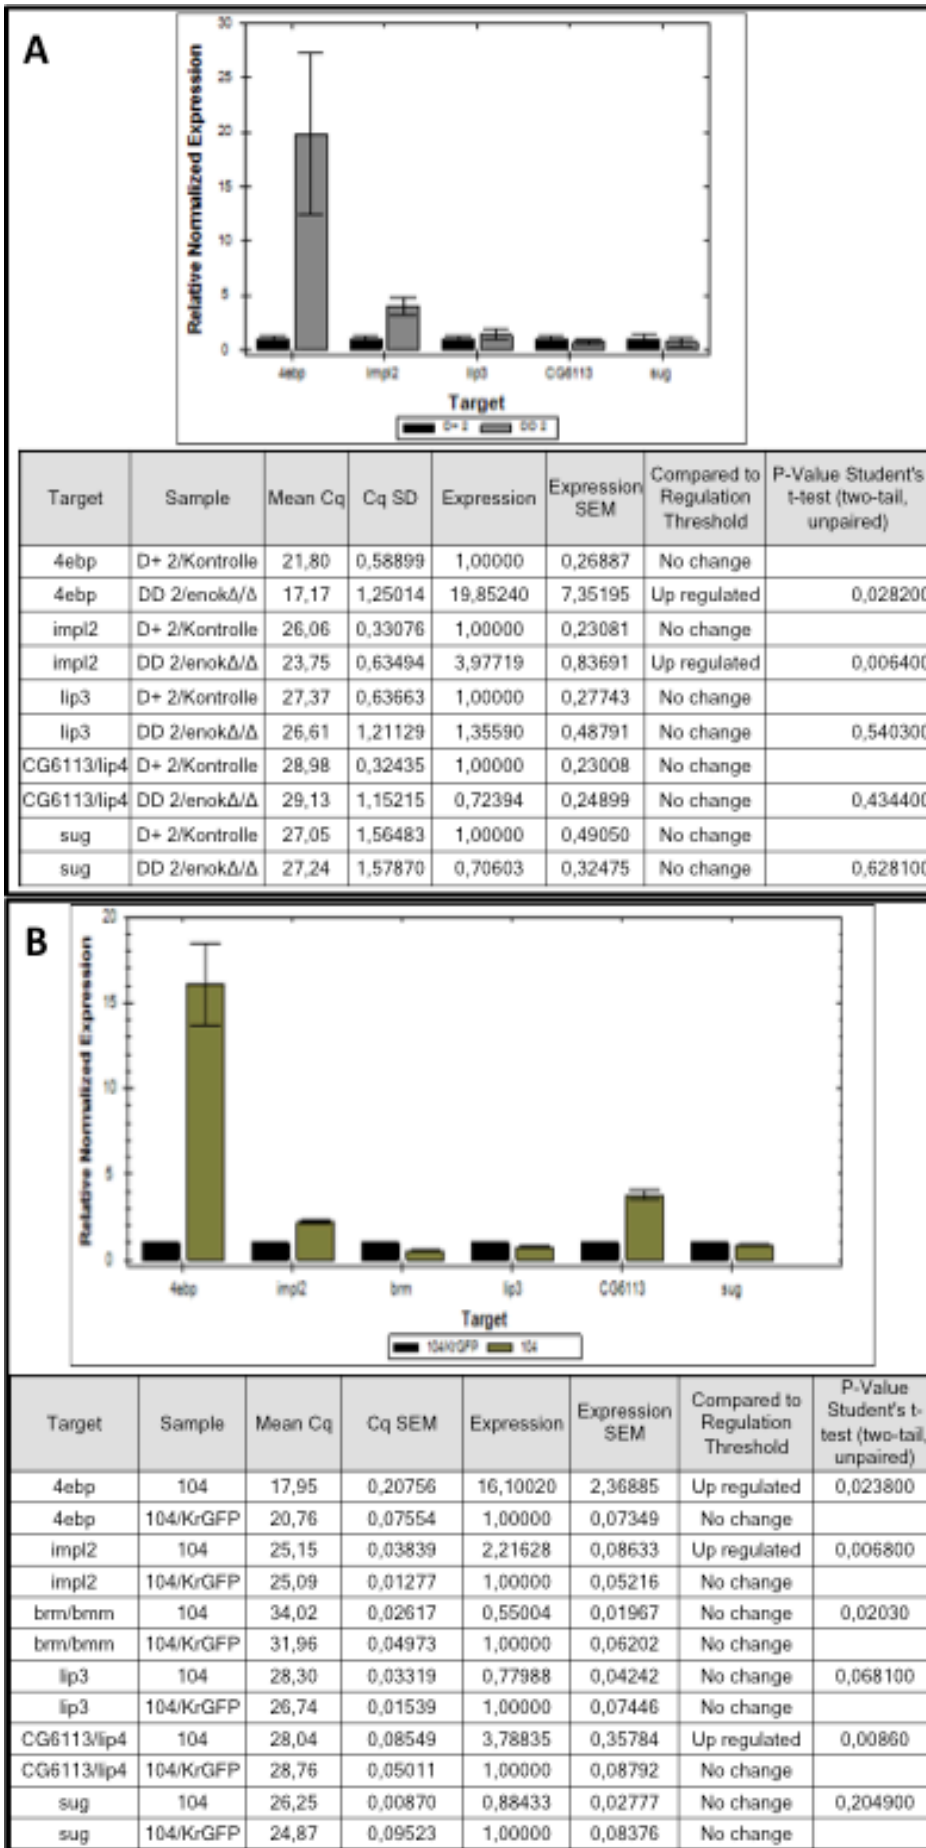 A
Relative Normalized Expression
30
25
20
15
10
5
0
4ebp impl2 lip3 CG6113 sug
Target
D+ 2 DD 2
Target Sample Mean Cq Cq SD Expression Expression SEM Compared to Regulation Threshold P-Value Student's t-test (two-tail, unpaired)
4ebp D+ 2/Kontrolle 21,80 0,58899 1,00000 0,26887 No change
4ebp DD 2/enokΔ/Δ 17,17 1,25014 19,85240 7,35195 Up regulated 0,028200
impl2 D+ 2/Kontrolle 26,06 0,33076 1,00000 0,23081 No change
impl2 DD 2/enokΔ/Δ 23,75 0,63494 3,97719 0,83691 Up regulated 0,006400
lip3 D+ 2/Kontrolle 27,37 0,63663 1,00000 0,27743 No change
lip3 DD 2/enokΔ/Δ 26,61 1,21129 1,35590 0,48791 No change 0,540300
CG6113/lip4 D+ 2/Kontrolle 28,98 0,32435 1,00000 0,23008 No change
CG6113/lip4 DD 2/enokΔ/Δ 29,13 1,15215 0,72394 0,24899 No change 0,434400
sug D+ 2/Kontrolle 27,05 1,56483 1,00000 0,49050 No change
sug DD 2/enokΔ/Δ 27,24 1,57870 0,70603 0,32475 No change 0,628100
B
Relative Normalized Expression
20
15
10
5
0
4ebp impl2 brm lip3 CG6113 sug
Target
104/KrGFP 104
Target Sample Mean Cq Cq SEM Expression Expression SEM Compared to Regulation Threshold P-Value Student's t-test (two-tail, unpaired)
4ebp 104 17,95 0,20756 16,10020 2,36885 Up regulated 0,023800
4ebp 104/KrGFP 20,76 0,07554 1,00000 0,07349 No change
impl2 104 25,15 0,03839 2,21628 0,08633 Up regulated 0,006800
impl2 104/KrGFP 25,09 0,01277 1,00000 0,05216 No change
brm/bmm 104 34,02 0,02617 0,55004 0,01967 No change 0,02030
brm/bmm 104/KrGFP 31,96 0,04973 1,00000 0,06202 No change
lip3 104 28,30 0,03319 0,77988 0,04242 No change 0,068100
lip3 104/KrGFP 26,74 0,01539 1,00000 0,07446 No change
CG6113/lip4 104 28,04 0,08549 3,78835 0,35784 Up regulated 0,00860
CG6113/lip4 104/KrGFP 28,76 0,05011 1,00000 0,08792 No change
sug 104 26,25 0,00870 0,88433 0,02777 No change 0,204900
sug 104/KrGFP 24,87 0,09523 1,00000 0,08376 No change